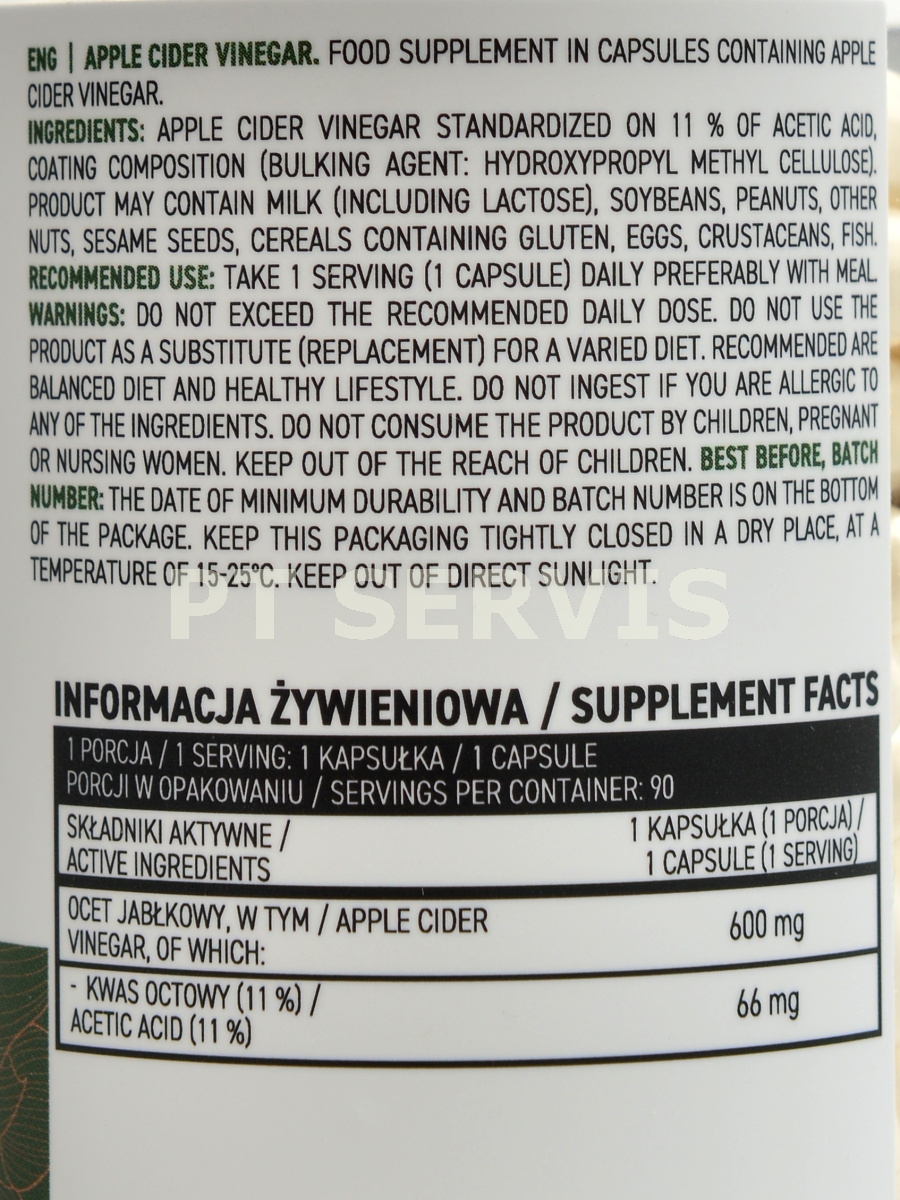 ENG | APPLE CIDER VINEGAR. FOOD SUPPLEMENT IN CAPSULES CONTAINING APPLE
CIDER VINEGAR.
INGREDIENTS: APPLE CIDER VINEGAR STANDARDIZED ON 11 % OF ACETIC ACID,
COATING COMPOSITION (BULKING AGENT: HYDROXYPROPYL METHYL CELLULOSE).
PRODUCT MAY CONTAIN MILK (INCLUDING LACTOSE), SOYBEANS, PEANUTS, OTHER
NUTS, SESAME SEEDS, CEREALS CONTAINING GLUTEN, EGGS, CRUSTACEANS, FISH.
RECOMMENDED USE: TAKE 1 SERVING (1 CAPSULE) DAILY PREFERABLY WITH MEAL.
WARNINGS: DO NOT EXCEED THE RECOMMENDED DAILY DOSE. DO NOT USE THE
PRODUCT AS A SUBSTITUTE (REPLACEMENT) FOR A VARIED DIET. RECOMMENDED ARE
BALANCED DIET AND HEALTHY LIFESTYLE. DO NOT INGEST IF YOU ARE ALLERGIC TO
ANY OF THE INGREDIENTS. DO NOT CONSUME THE PRODUCT BY CHILDREN, PREGNANT
OR NURSING WOMEN. KEEP OUT OF THE REACH OF CHILDREN. BEST BEFORE, BATCH
NUMBER: THE DATE OF MINIMUM DURABILITY AND BATCH NUMBER IS ON THE BOTTOM
OF THE PACKAGE. KEEP THIS PACKAGING TIGHTLY CLOSED IN A DRY PLACE, AT A
TEMPERATURE OF 15-25°C. KEEP OUT OF DIRECT SUNLIGHT.
PT SERVIS
INFORMACJA ŻYWIENIOWA / SUPPLEMENT FACTS
1 PORCJA / 1 SERVING: 1 KAPSUŁKA / 1 CAPSULE
PORCJI W OPAKOWANIU / SERVINGS PER CONTAINER: 90
SKŁADNIKI AKTYWNE /
ACTIVE INGREDIENTS
1 KAPSUŁKA (1 PORCJA) /
1 CAPSULE (1 SERVING)
OCET JABŁKOWY, W TYM / APPLE CIDER
VINEGAR, OF WHICH:
600 mg
- KWAS OCTOWY (11 %) /
ACETIC ACID (11 %)
66 mg